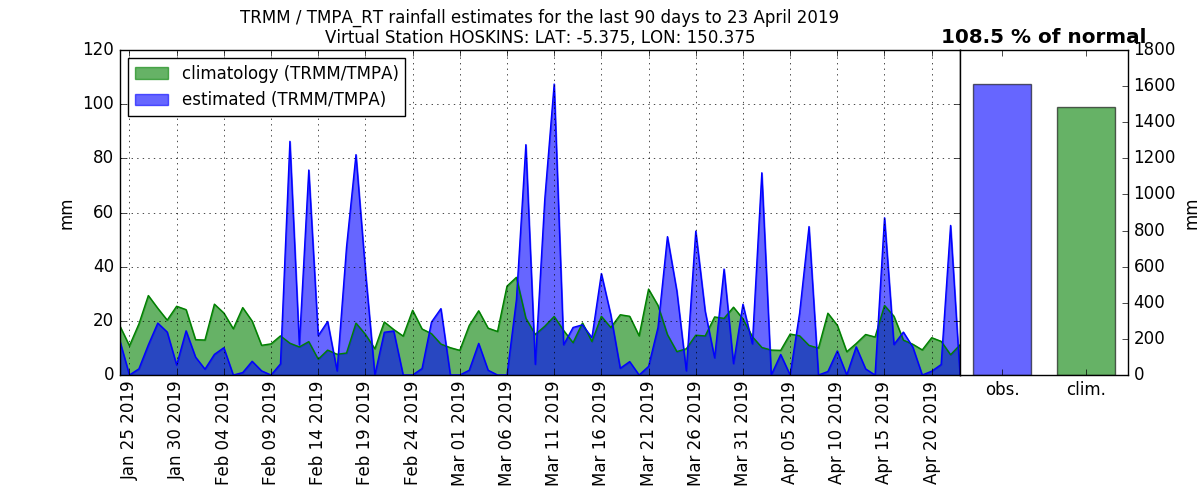 TRMM / TMPA_RT rainfall estimates for the last 90 days to 23 April 2019
Virtual Station HOSKINS: LAT: -5.375, LON: 150.375
108.5 % of normal
climatology (TRMM/TMPA)
estimated (TRMM/TMPA)
120
100
80
60
40
20
0
mm
1800
1600
1400
1200
1000
800
600
400
200
0
mm
Jan 25 2019
Jan 30 2019
Feb 04 2019
Feb 09 2019
Feb 14 2019
Feb 19 2019
Feb 24 2019
Mar 01 2019
Mar 06 2019
Mar 11 2019
Mar 16 2019
Mar 21 2019
Mar 26 2019
Mar 31 2019
Apr 05 2019
Apr 10 2019
Apr 15 2019
Apr 20 2019
obs.
clim.